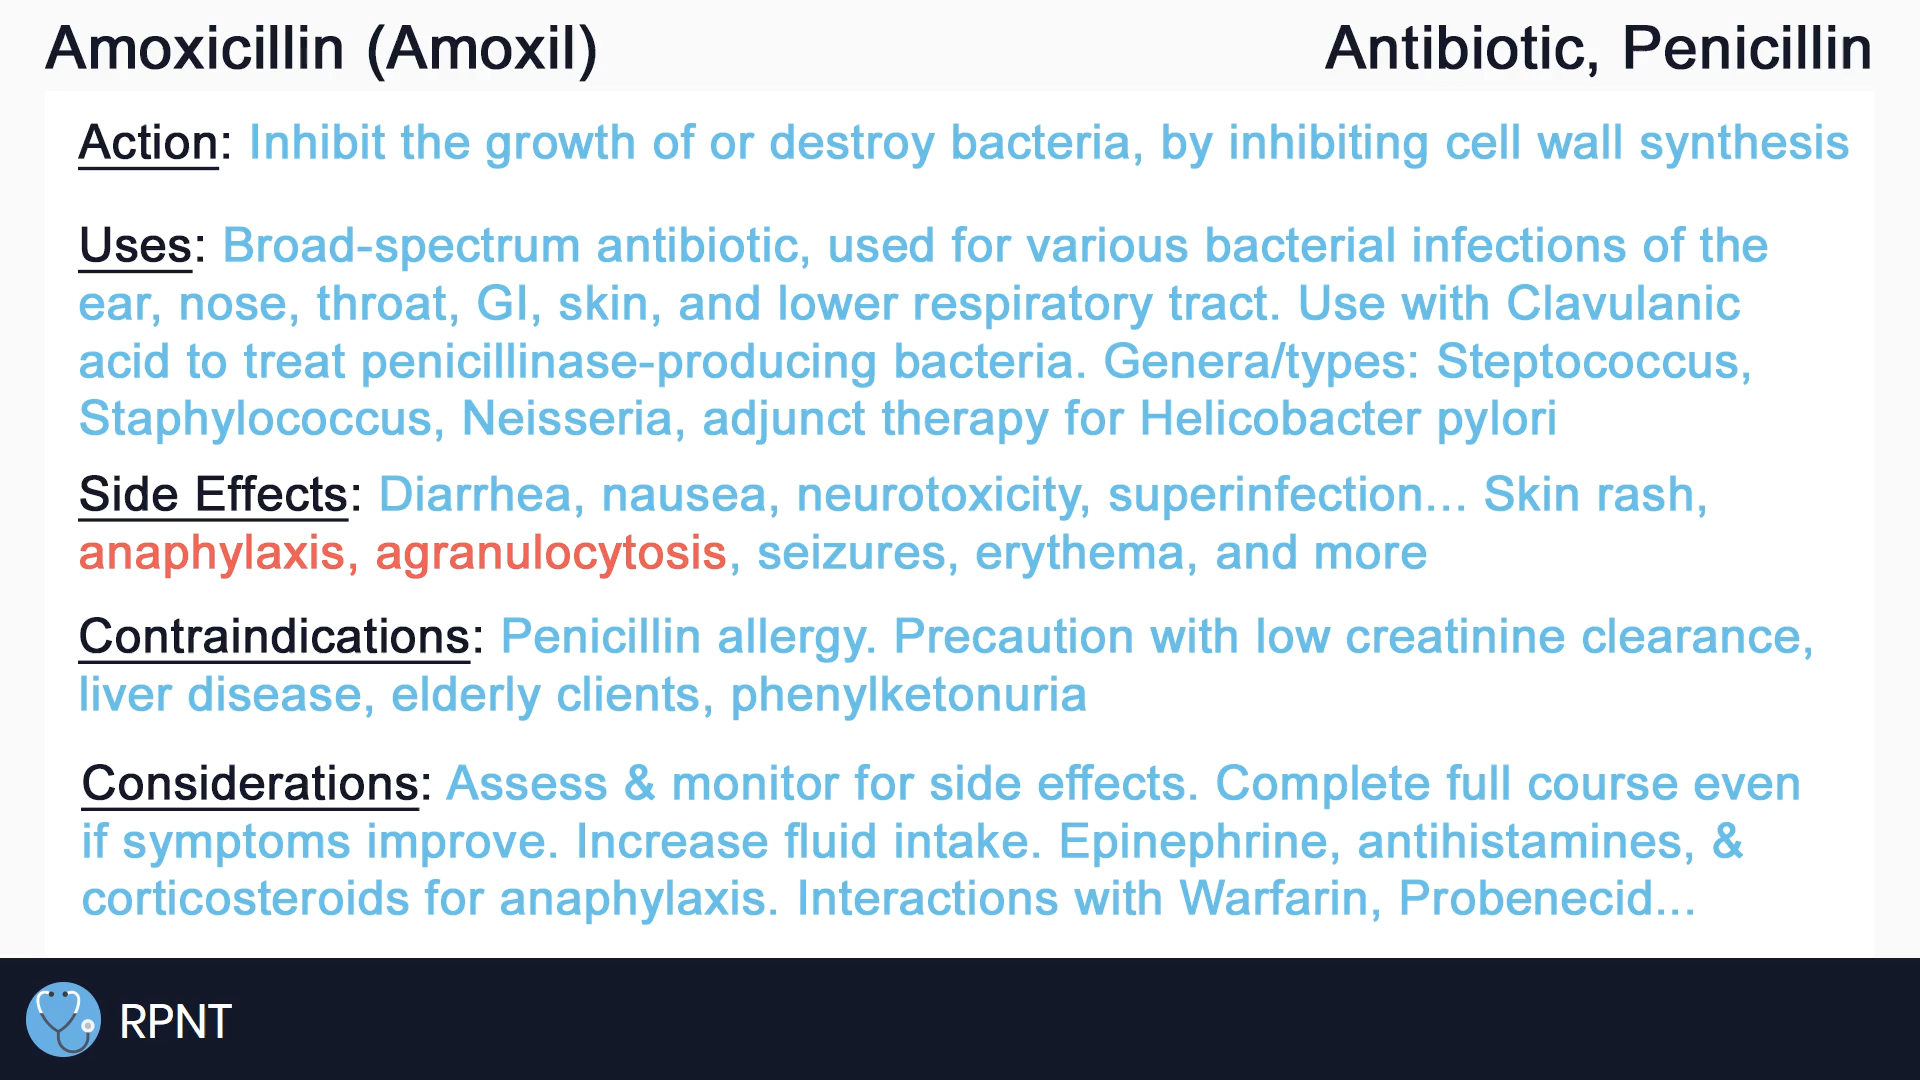 Amoxicillin (Amoxil)
Antibiotic, Penicillin
Action: Inhibit the growth of or destroy bacteria, by inhibiting cell wall synthesis
Uses: Broad-spectrum antibiotic, used for various bacterial infections of the
ear, nose, throat, GI, skin, and lower respiratory tract. Use with Clavulanic
acid to treat penicillinase-producing bacteria. Genera/types: Steptococcus,
Staphylococcus, Neisseria, adjunct therapy for Helicobacter pylori
Side Effects: Diarrhea, nausea, neurotoxicity, superinfection... Skin rash,
anaphylaxis, agranulocytosis, seizures, erythema, and more
Contraindications: Penicillin allergy. Precaution with low creatinine clearance,
liver disease, elderly clients, phenylketonuria
Considerations: Assess & monitor for side effects. Complete full course even
if symptoms improve. Increase fluid intake. Epinephrine, antihistamines, &
corticosteroids for anaphylaxis. Interactions with Warfarin, Probenecid...
RPNT